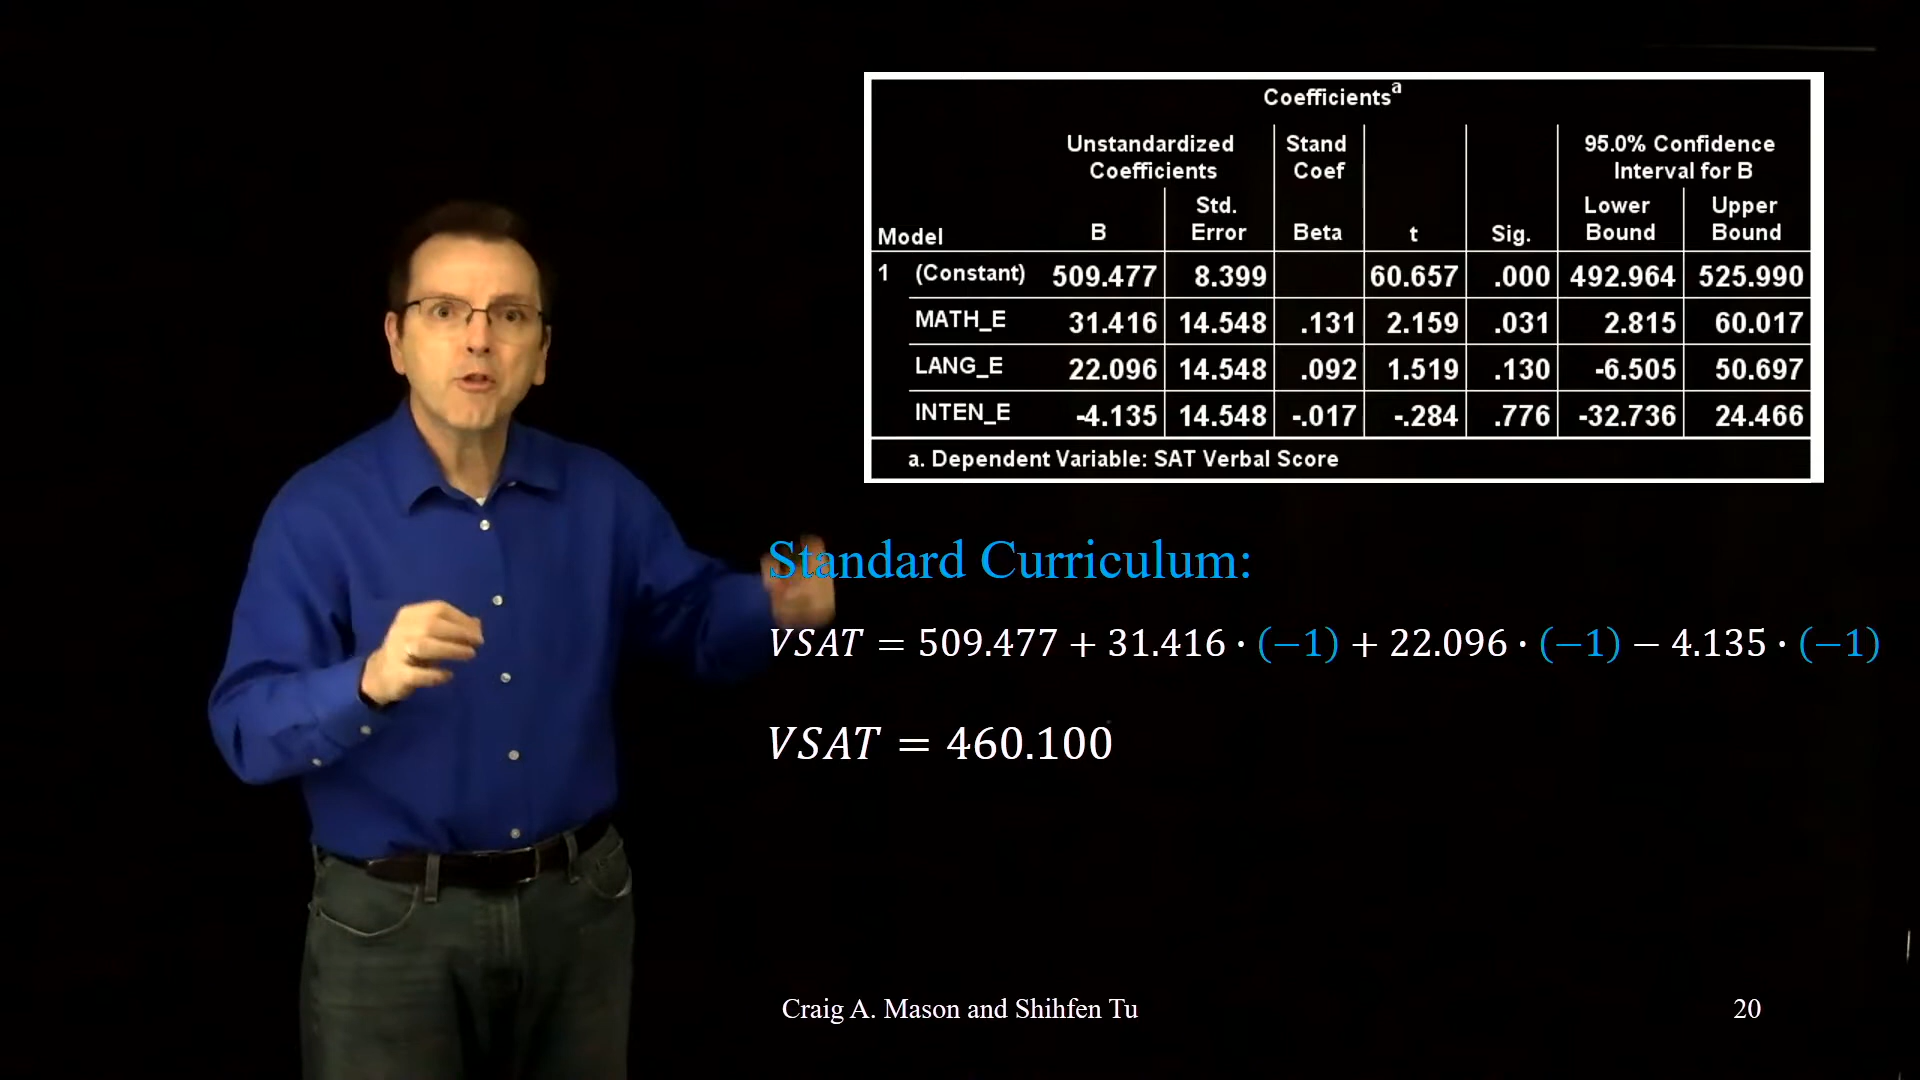 Coefficientsᵃ
Unstandardized Coefficients Stand Coef 95.0% Confidence Interval for B
Model B Std. Error Beta t Sig. Lower Bound Upper Bound
1 (Constant) 509.477 8.399 60.657 .000 492.964 525.990
MATH_E 31.416 14.548 .131 2.159 .031 2.815 60.017
LANG_E 22.096 14.548 .092 1.519 .130 -6.505 50.697
INTEN_E -4.135 14.548 -.017 -.284 .776 -32.736 24.466
a. Dependent Variable: SAT Verbal Score
Standard Curriculum:
VSAT = 509.477 + 31.416 · (−1) + 22.096 · (−1) − 4.135 · (−1)
VSAT = 460.100
Craig A. Mason and Shihfen Tu 20